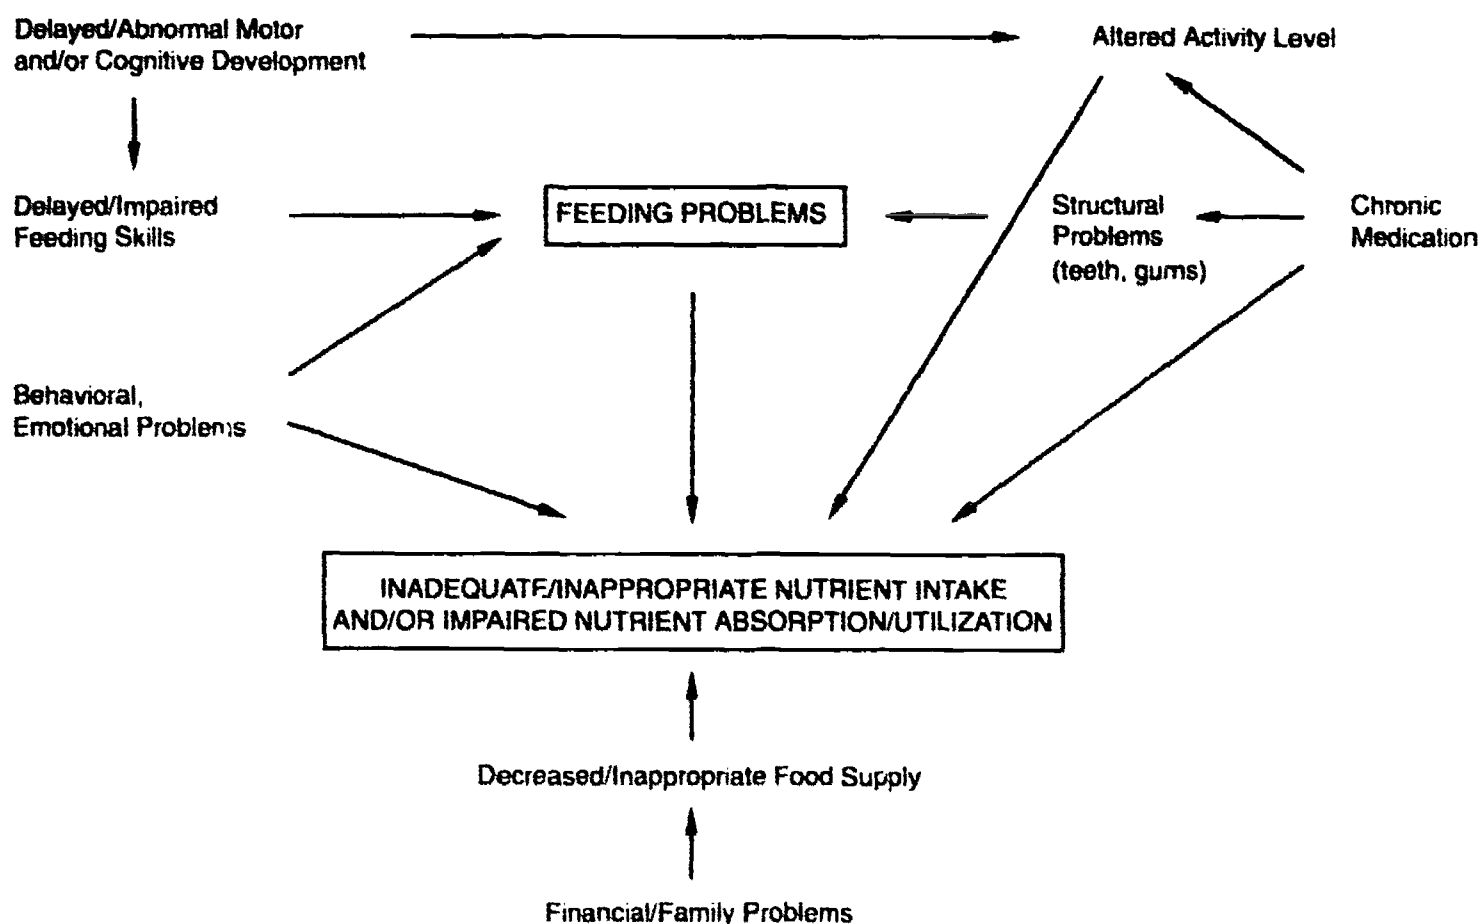 Delayed/Abnormal Motor
and/or Cognitive Development
Altered Activity Level
Delayed/Impaired
Feeding Skills
FEEDING PROBLEMS
Structural
Problems
(teeth, gums)
Chronic
Medication
Behavioral,
Emotional Problems
INADEQUATE/INAPPROPRIATE NUTRIENT INTAKE
AND/OR IMPAIRED NUTRIENT ABSORPTION/UTILIZATION
Decreased/Inappropriate Food Supply
Financial/Family Problems